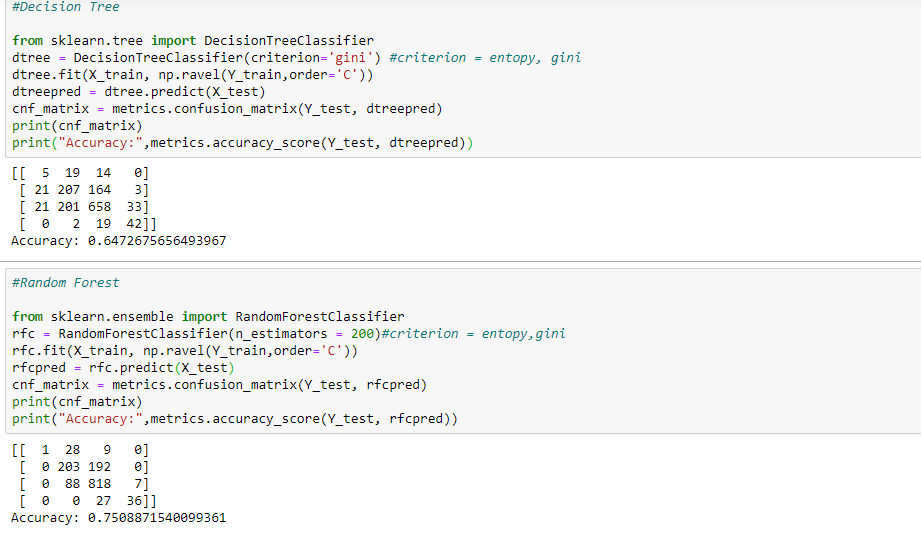 #Decision Tree
from sklearn.tree import DecisionTreeClassifier
dtree = DecisionTreeClassifier(criterion='gini') #criterion = entopy, gini
dtree.fit(X_train, np.ravel(Y_train,order='C'))
dtreepred = dtree.predict(X_test)
cnf_matrix = metrics.confusion_matrix(Y_test, dtreepred)
print(cnf_matrix)
print("Accuracy:",metrics.accuracy_score(Y_test, dtreepred))
[[  5  19  14   0]
 [ 21 207 164   3]
 [ 21 201 658  33]
 [  0   2  19  42]]
Accuracy: 0.6472675656493967
#Random Forest
from sklearn.ensemble import RandomForestClassifier
rfc = RandomForestClassifier(n_estimators = 200)#criterion = entopy,gini
rfc.fit(X_train, np.ravel(Y_train,order='C'))
rfcpred = rfc.predict(X_test)
cnf_matrix = metrics.confusion_matrix(Y_test, rfcpred)
print(cnf_matrix)
print("Accuracy:",metrics.accuracy_score(Y_test, rfcpred))
[[  1  28   9   0]
 [  0 203 192   0]
 [  0  88 818   7]
 [  0   0  27  36]]
Accuracy: 0.7508871540099361